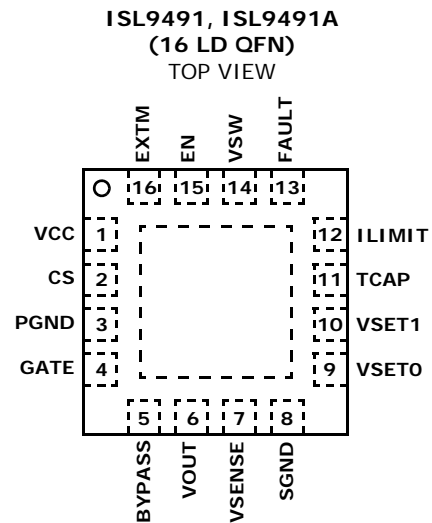 ISL9491, ISL9491A
(16 LD QFN)
TOP VIEW
EXTM
EN
VSW
FAULT
16 15 14 13
VCC 1
12 ILIMIT
CS 2
11 TCAP
PGND 3
10 VSET1
GATE 4
9 VSET0
5 6 7 8
BYPASS
VOUT
VSENSE
SGND